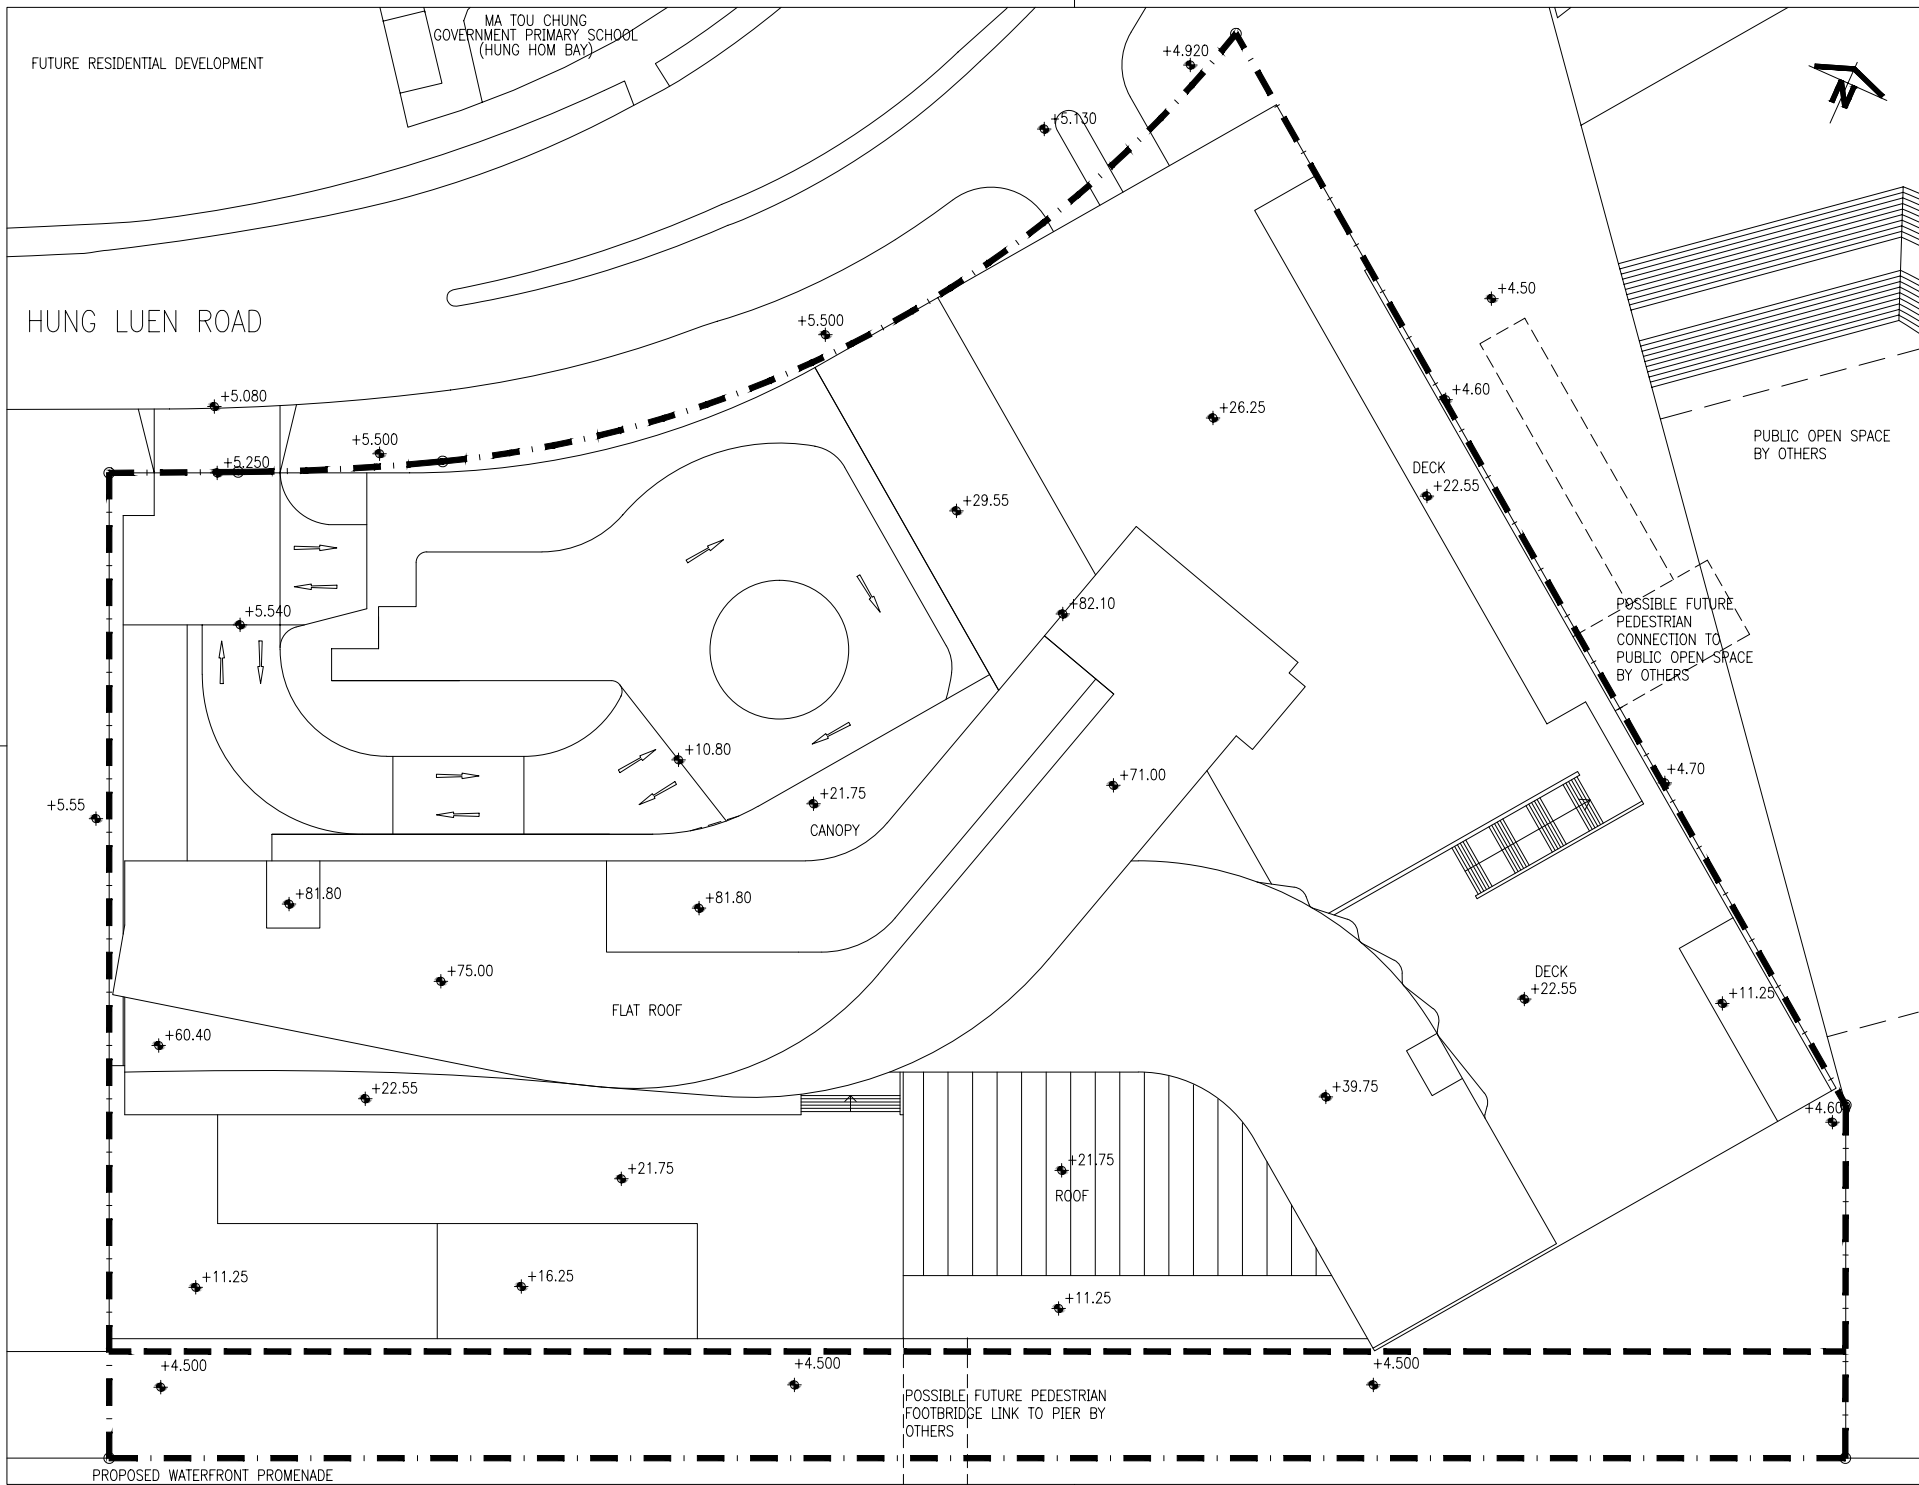 MA TOU CHUNG
GOVERNMENT PRIMARY SCHOOL
(HUNG HOM BAY)
FUTURE RESIDENTIAL DEVELOPMENT
+4.920
N
+5.130
+4.50
HUNG LUEN ROAD
+5.500
+4.60
+5.080
+26.25
+5.500
PUBLIC OPEN SPACE
BY OTHERS
+5.250
DECK
+22.55
+29.55
+5.540
+82.10
POSSIBLE FUTURE
PEDESTRIAN
CONNECTION TO
PUBLIC OPEN SPACE
BY OTHERS
+10.80
+4.70
+71.00
+5.55
+21.75
CANOPY
+81.80
+81.80
+75.00
DECK
+22.55
+11.25
FLAT ROOF
+60.40
+22.55
+39.75
+4.60
+21.75
+21.75
ROOF
+11.25
+16.25
+11.25
+4.500
+4.500
+4.500
POSSIBLE FUTURE PEDESTRIAN
FOOTBRIDGE LINK TO PIER BY
OTHERS
PROPOSED WATERFRONT PROMENADE